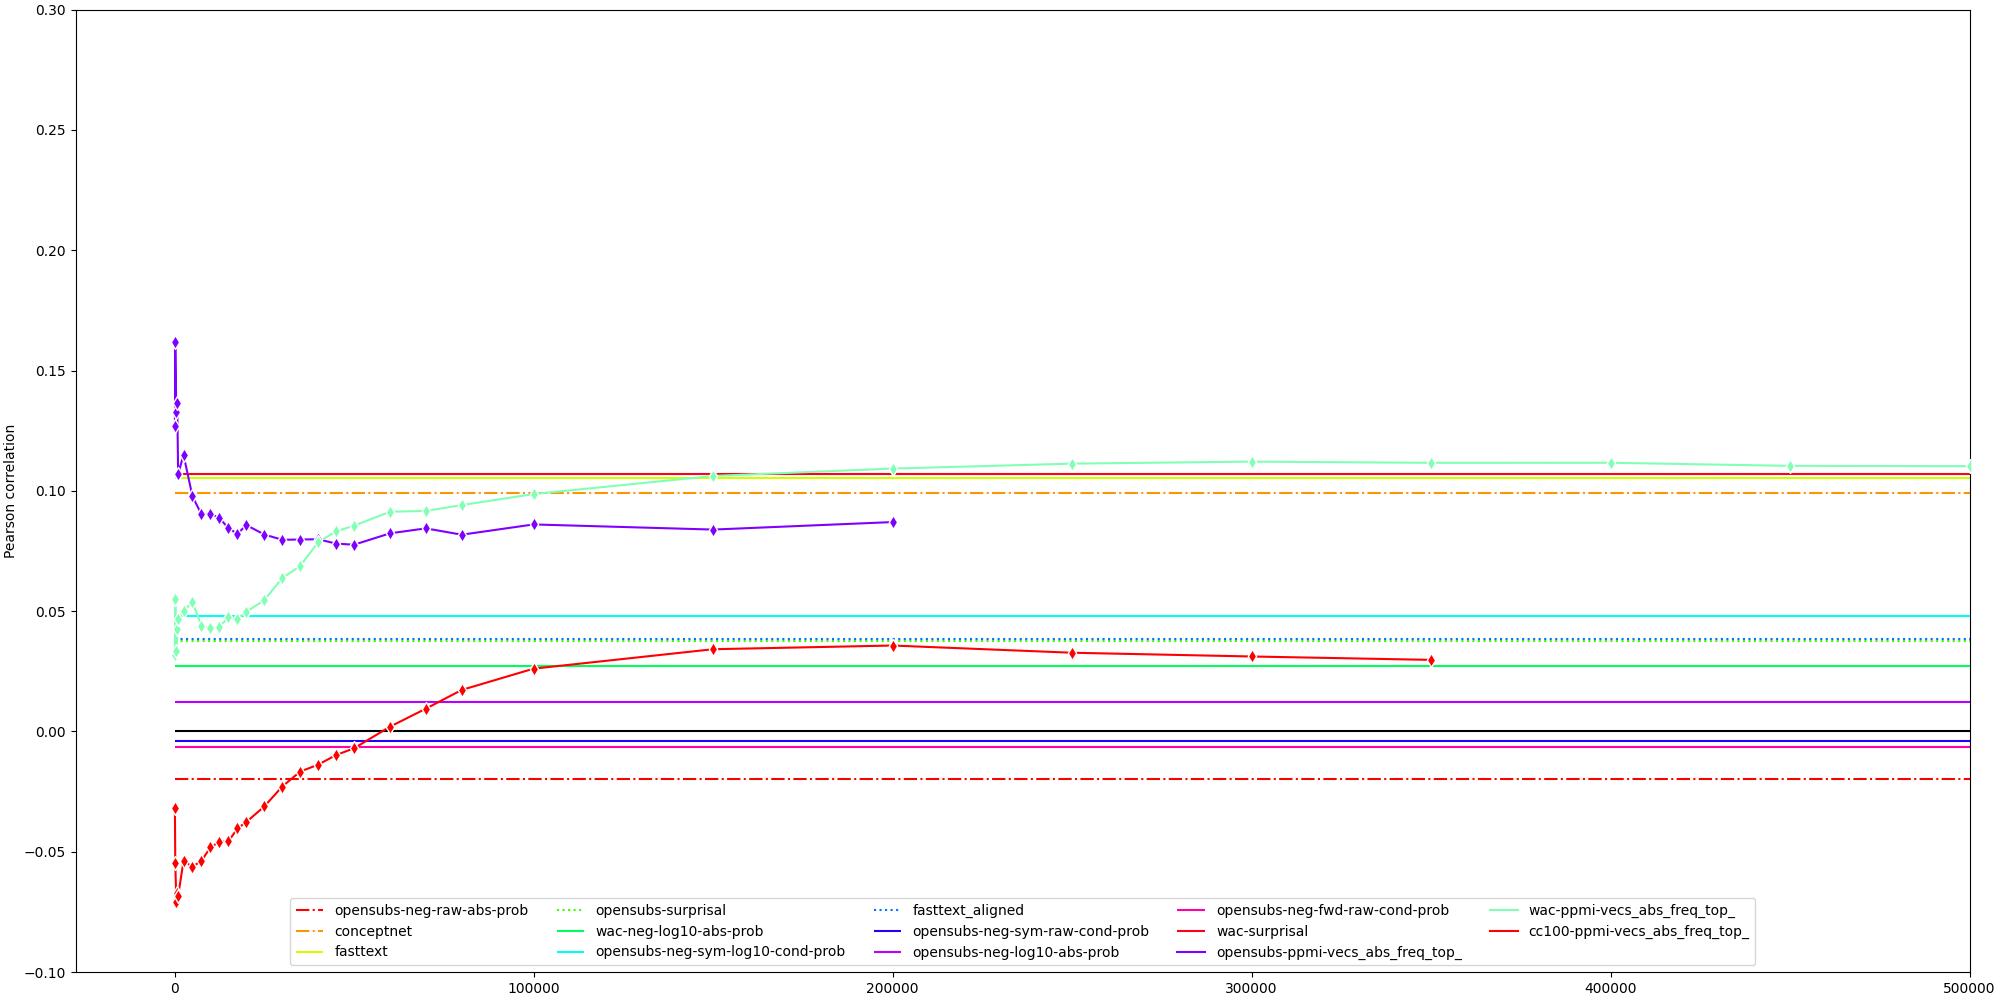 0.30
0.25
0.20
0.15
0.10
0.05
0.00
−0.05
−0.10
Pearson correlation
0 100000 200000 300000 400000 500000
opensubs-neg-raw-abs-prob
conceptnet
fasttext
opensubs-surprisal
wac-neg-log10-abs-prob
opensubs-neg-sym-log10-cond-prob
fasttext_aligned
opensubs-neg-sym-raw-cond-prob
opensubs-neg-log10-abs-prob
opensubs-neg-fwd-raw-cond-prob
wac-surprisal
opensubs-ppmi-vecs_abs_freq_top_
wac-ppmi-vecs_abs_freq_top_
cc100-ppmi-vecs_abs_freq_top_